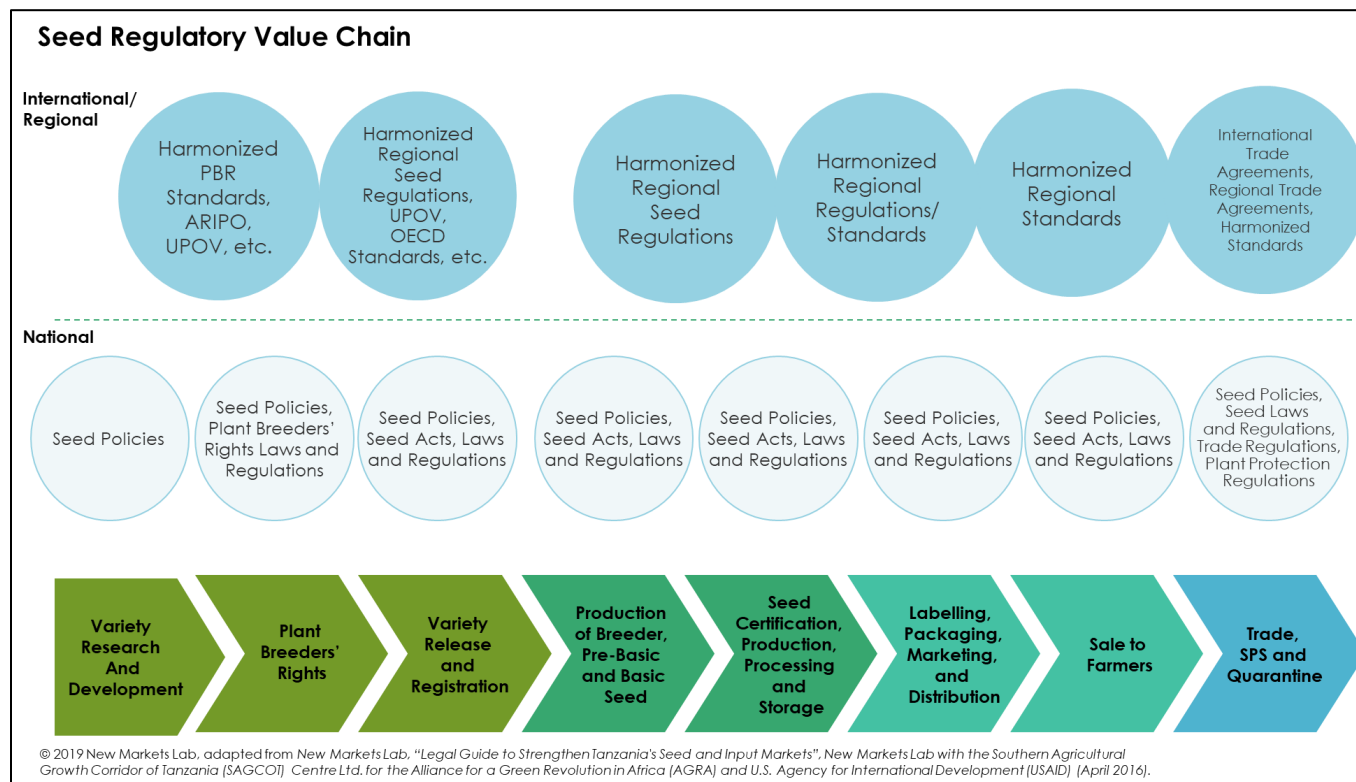 Seed Regulatory Value Chain
International/
Regional
Harmonized
PBR
Standards,
ARIPO,
UPOV, etc.
Harmonized
Regional
Seed
Regulations,
UPOV,
OECD
Standards, etc.
Harmonized
Regional
Seed
Regulations
Harmonized
Regional
Regulations/
Standards
Harmonized
Regional
Standards
International
Trade
Agreements,
Regional Trade
Agreements,
Harmonized
Standards
National
Seed Policies
Seed Policies,
Plant Breeders'
Rights Laws and
Regulations
Seed Policies,
Seed Acts, Laws
and Regulations
Seed Policies,
Seed Acts, Laws
and Regulations
Seed Policies,
Seed Acts, Laws
and Regulations
Seed Policies,
Seed Acts, Laws
and Regulations
Seed Policies,
Seed Acts, Laws
and Regulations
Seed Policies,
Seed Laws
and Regulations,
Trade Regulations,
Plant Protection
Regulations
Variety
Research
And
Development
Plant
Breeders'
Rights
Variety
Release
and
Registration
Production
of Breeder,
Pre-Basic
and Basic
Seed
Seed
Certification,
Production,
Processing
and
Storage
Labelling,
Packaging,
Marketing,
and
Distribution
Sale to
Farmers
Trade,
SPS and
Quarantine
© 2019 New Markets Lab, adapted from New Markets Lab, "Legal Guide to Strengthen Tanzania's Seed and Input Markets", New Markets Lab with the Southern Agricultural
Growth Corridor of Tanzania (SAGCOT) Centre Ltd. for the Alliance for a Green Revolution in Africa (AGRA) and U.S. Agency for International Development (USAID) (April 2016).